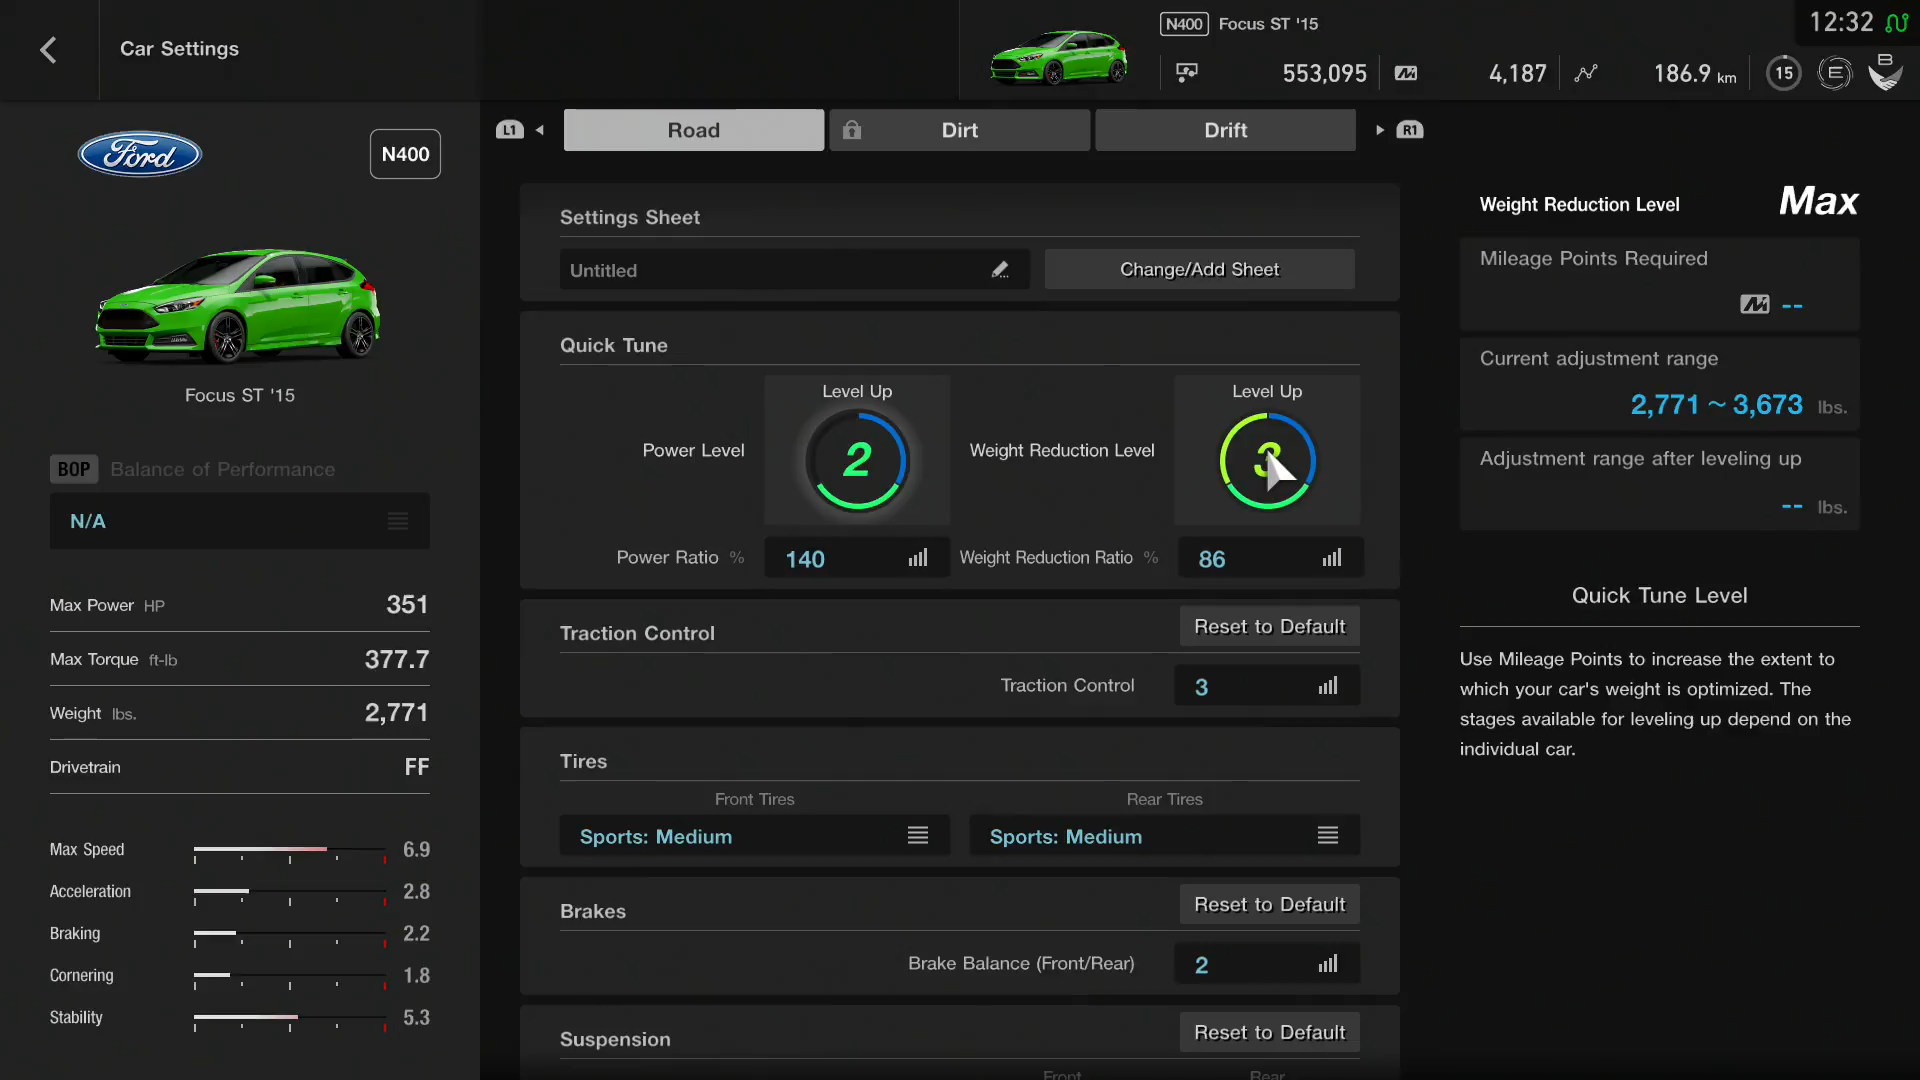 Car Settings
N400 Focus ST '15
12:32
553,095
4,187
186.9 km
15
E
B
Ford
N400
Focus ST '15
BOP Balance of Performance
N/A
Max Power HP 351
Max Torque ft-lb 377.7
Weight lbs. 2,771
Drivetrain FF
Max Speed 6.9
Acceleration 2.8
Braking 2.2
Cornering 1.8
Stability 5.3
L1 Road Dirt Drift R1
Settings Sheet
Untitled Change/Add Sheet
Quick Tune
Level Up Level Up
Power Level 2 Weight Reduction Level 3
Power Ratio % 140 Weight Reduction Ratio % 86
Traction Control Reset to Default
Traction Control 3
Tires
Front Tires Rear Tires
Sports: Medium Sports: Medium
Brakes Reset to Default
Brake Balance (Front/Rear) 2
Suspension Reset to Default
Front Rear
Weight Reduction Level Max
Mileage Points Required
--
Current adjustment range
2,771 ~ 3,673 lbs.
Adjustment range after leveling up
-- lbs.
Quick Tune Level
Use Mileage Points to increase the extent to
which your car's weight is optimized. The
stages available for leveling up depend on the
individual car.